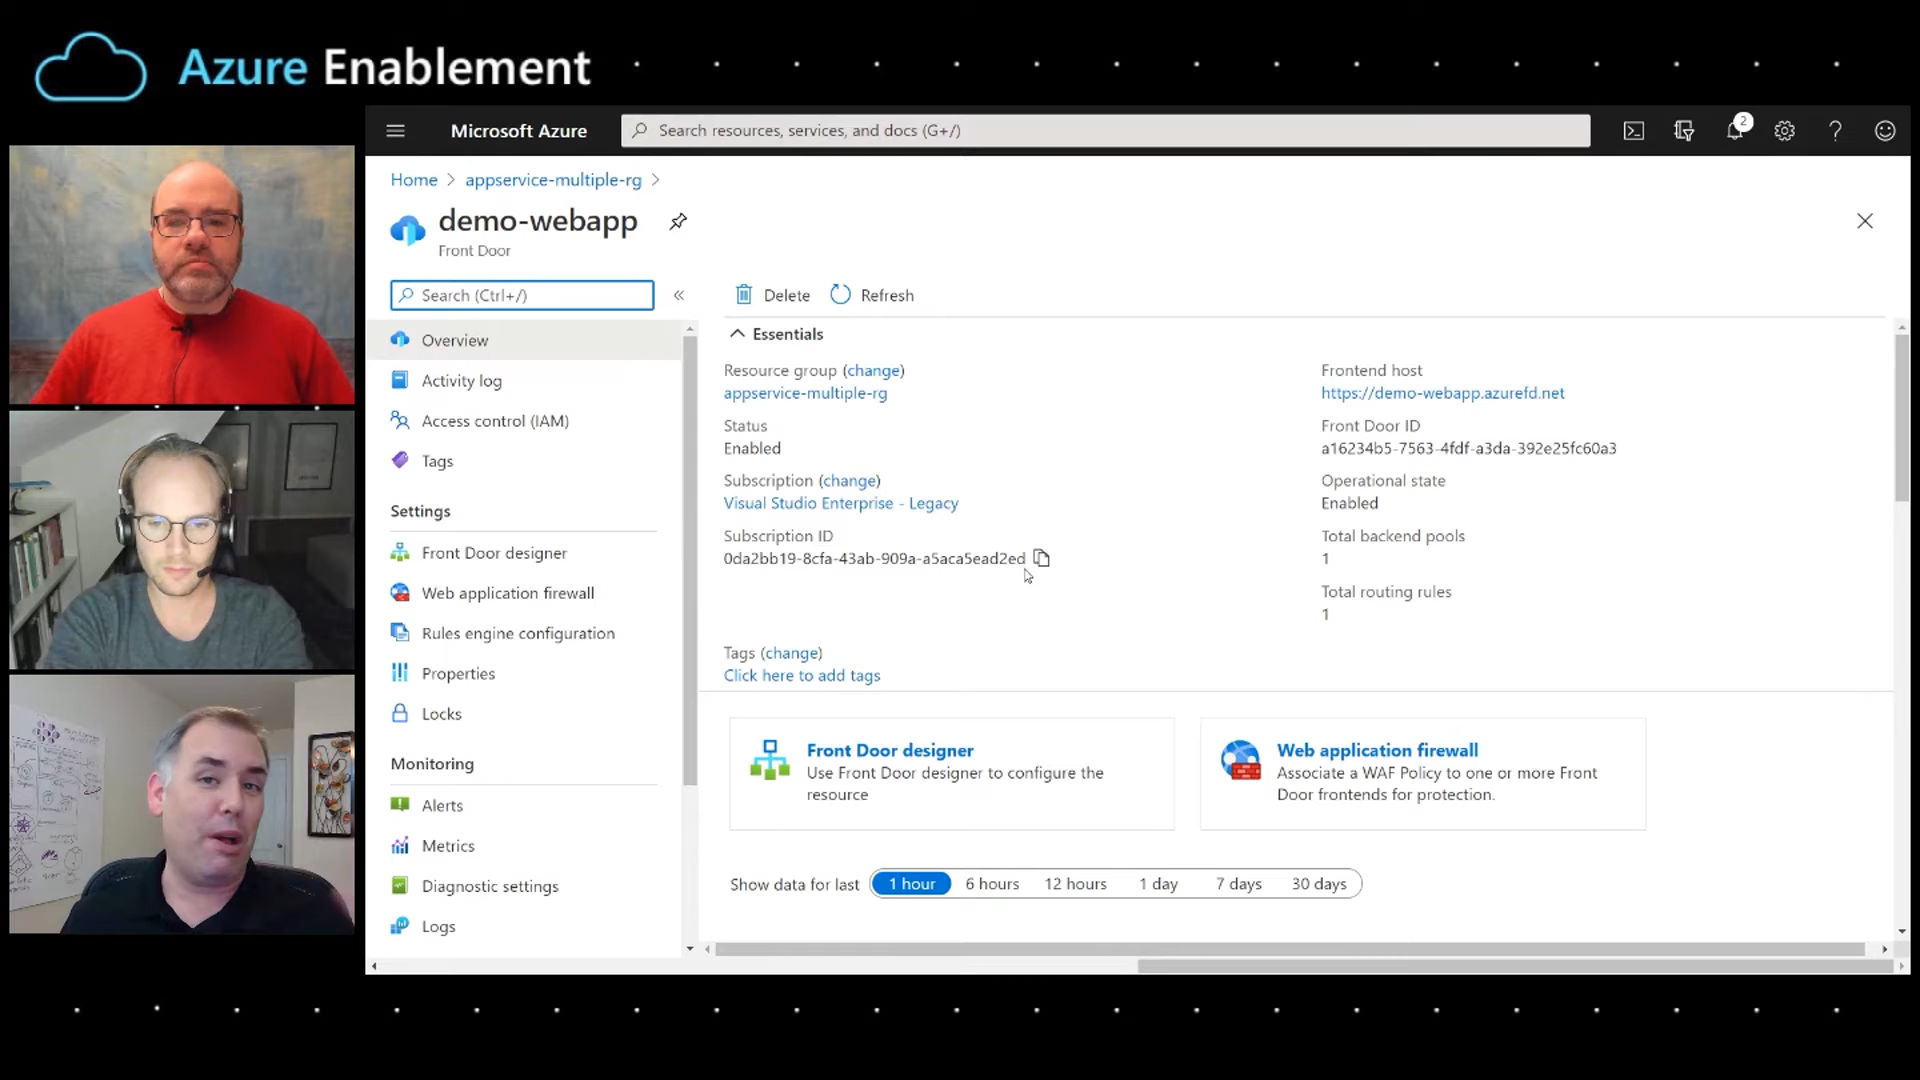 Azure Enablement
Microsoft Azure
Search resources, services, and docs (G+/)
2
Home
appservice-multiple-rg
demo-webapp
Front Door
Search (Ctrl+/)
Delete
Refresh
Overview
Activity log
Access control (IAM)
Tags
Settings
Front Door designer
Web application firewall
Rules engine configuration
Properties
Locks
Monitoring
Alerts
Metrics
Diagnostic settings
Logs
Essentials
Resource group (change)
appservice-multiple-rg
Status
Enabled
Subscription (change)
Visual Studio Enterprise - Legacy
Subscription ID
0da2bb19-8cfa-43ab-909a-a5aca5ead2ed
Tags (change)
Click here to add tags
Frontend host
https://demo-webapp.azurefd.net
Front Door ID
a16234b5-7563-4fdf-a3da-392e25fc60a3
Operational state
Enabled
Total backend pools
1
Total routing rules
1
Front Door designer
Use Front Door designer to configure the
resource
Web application firewall
Associate a WAF Policy to one or more Front
Door frontends for protection.
Show data for last
1 hour
6 hours
12 hours
1 day
7 days
30 days